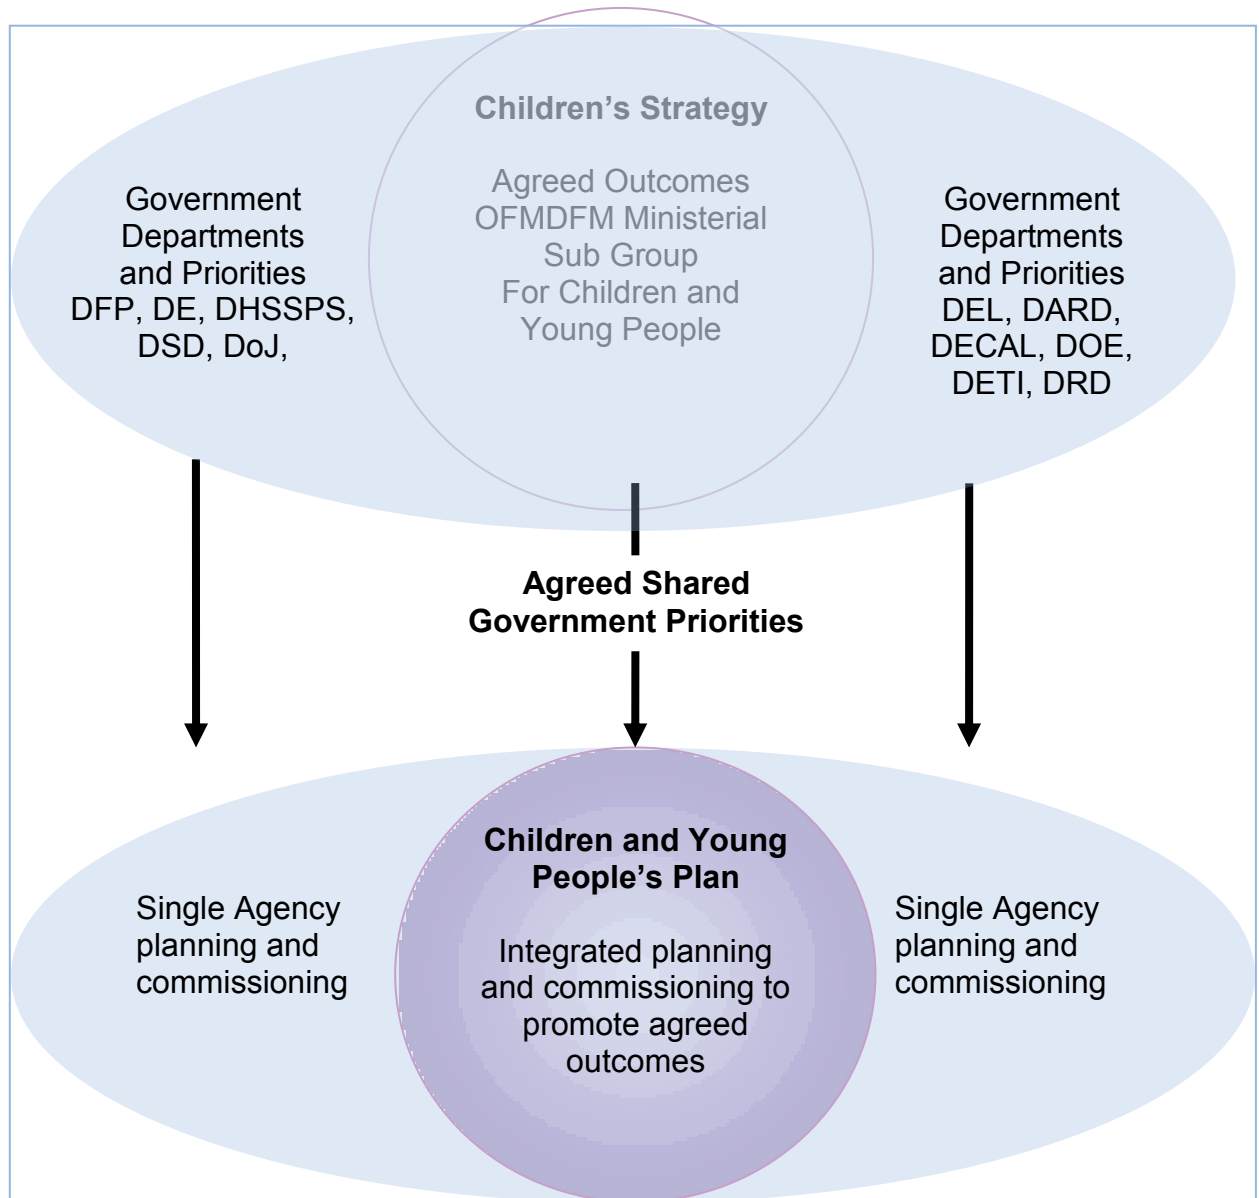 Children’s Strategy
Agreed Outcomes
OFMDFM Ministerial
Sub Group
For Children and
Young People
Government
Departments
and Priorities
DFP, DE, DHSSPS,
DSD, DoJ,
Government
Departments
and Priorities
DEL, DARD,
DECAL, DOE,
DETI, DRD
Agreed Shared
Government Priorities
Single Agency
planning and
commissioning
Children and Young
People’s Plan
Integrated planning
and commissioning to
promote agreed
outcomes
Single Agency
planning and
commissioning